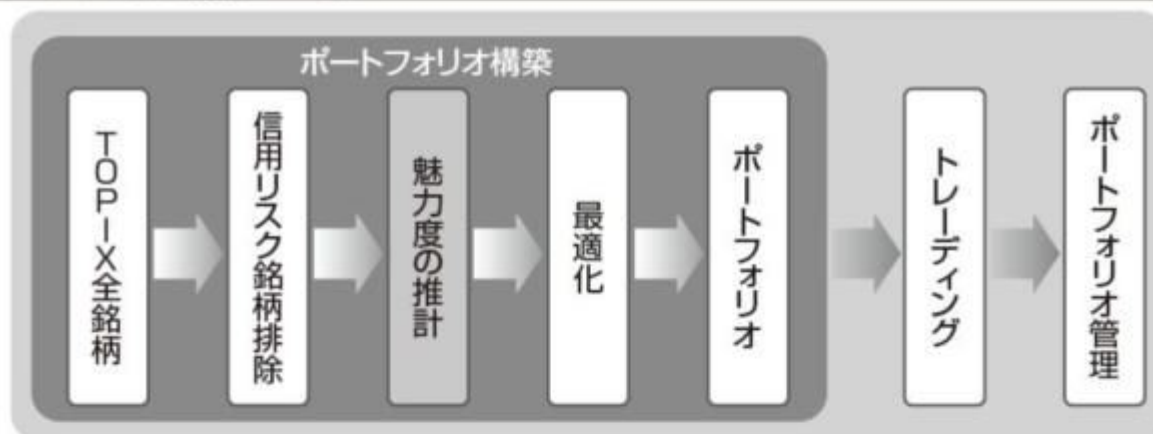 ポートフォリオ構築
TOPIX全銘柄
信用リスク銘柄排除
魅力度の推計
最適化
ポートフォリオ
トレーディング
ポートフォリオ管理